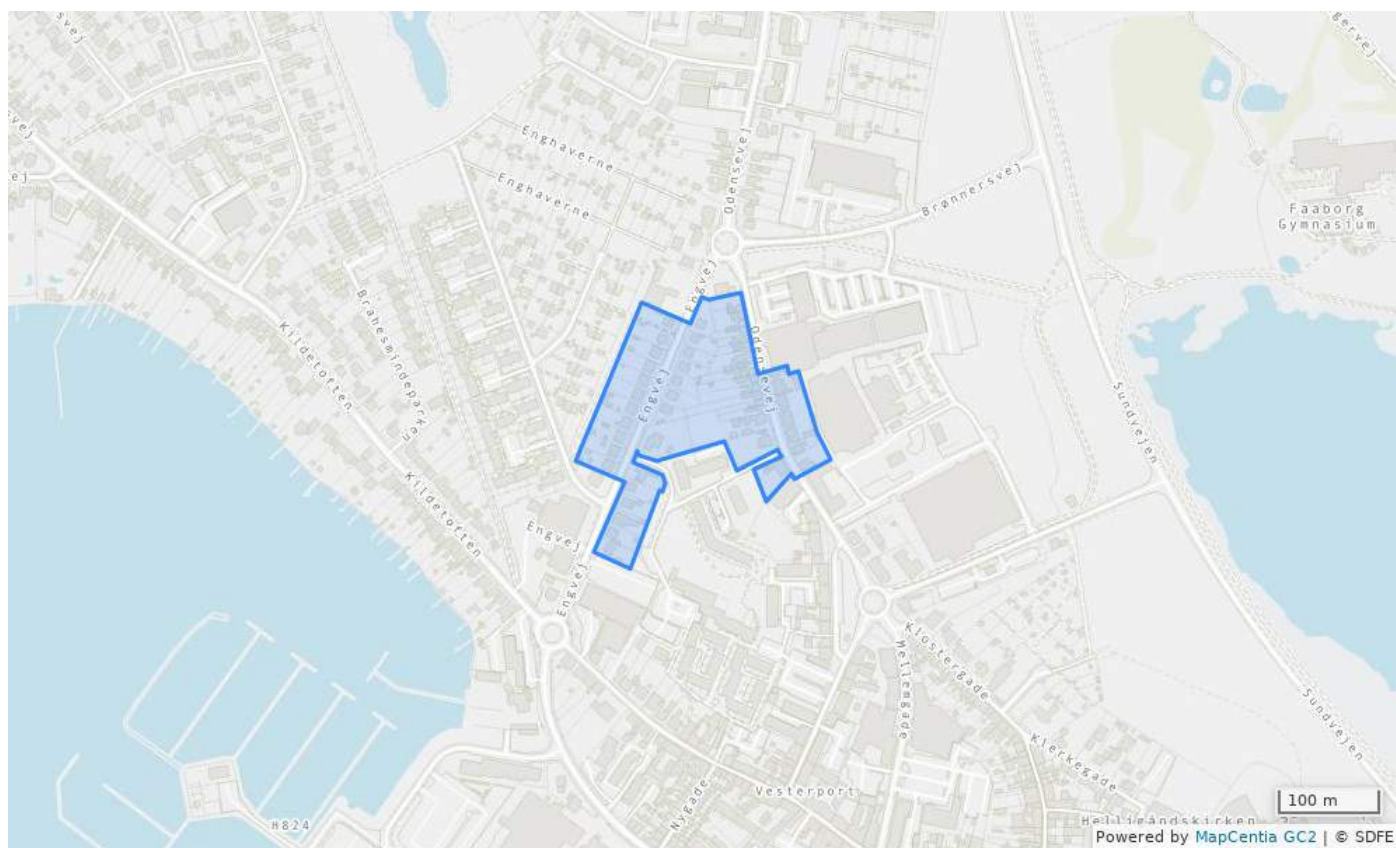 Enghaverne
Enghaverne
Odensevej
Brønnersvej
Faaborg
Gymnasium
Engvej
Brahesmindeparken
Kildetoften
Engvej
Odensevej
Sundvejen
Kildetoften
Engvej
Engvej
Klostergade
Mellemgade
Sundvejen
Klerkegade
Vesterport
Nygade
H824
Helligåndskirken
100 m
Powered by MapCentia GC2 | © SDFE